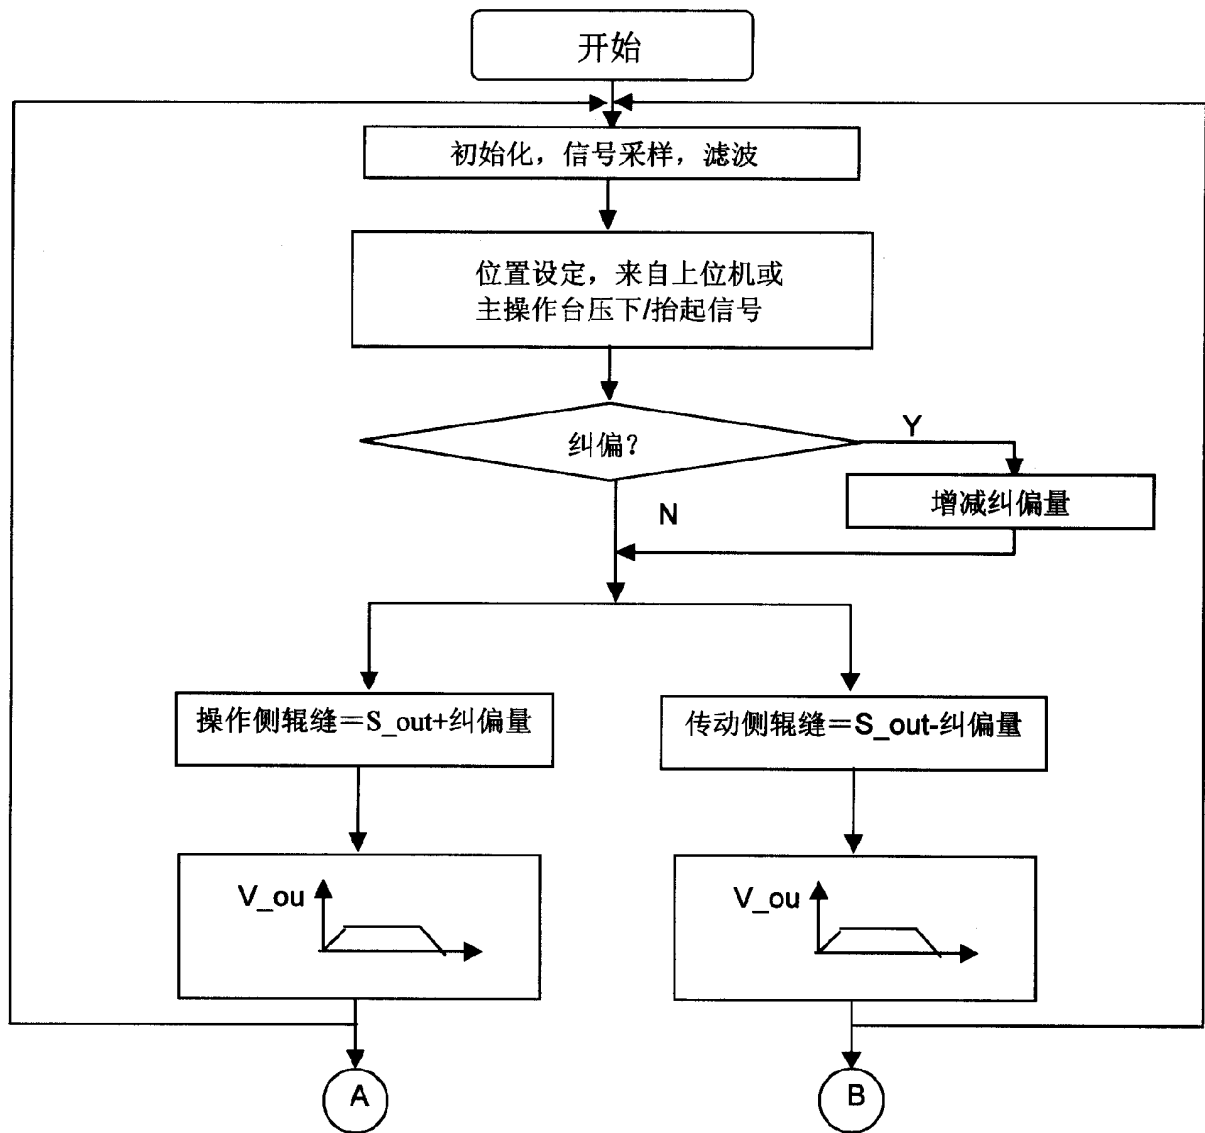 开始
初始化，信号采样，滤波
位置设定，来自上位机或
主操作台压下/抬起信号
纠偏？
Y
增减纠偏量
N
操作侧辊缝＝S_out+纠偏量
传动侧辊缝＝S_out-纠偏量
V_ou
V_ou
A
B